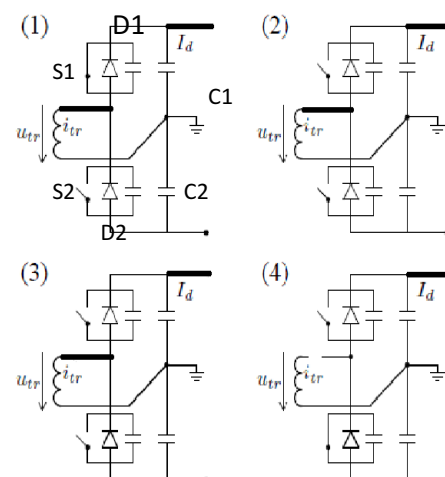 (1) D1 I_d
S1
C1
u_tr i_tr
S2 C2
D2
(2) I_d
u_tr i_tr
(3) I_d
u_tr i_tr
(4) I_d
u_tr i_tr